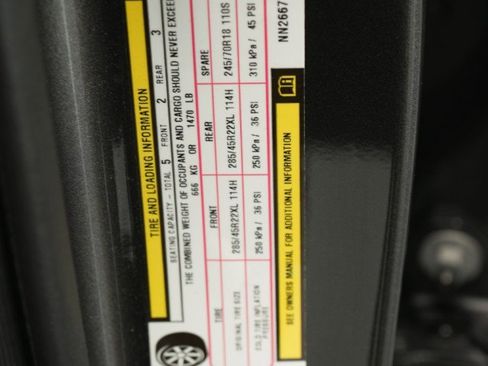 TIRE AND LOADING INFORMATION
SEATING CAPACITY - TOTAL 5 FRONT 2 REAR 3
THE COMBINED WEIGHT OF OCCUPANTS AND CARGO SHOULD NEVER EXCEED
666 KG OR 1470 LB
TIRE FRONT REAR SPARE
ORIGINAL TIRE SIZE 285/45R22XL 114H 285/45R22XL 114H 245/70R18 110S
COLD TIRE INFLATION PRESSURE 250 kPa / 36 PSI 250 kPa / 36 PSI 310 kPa / 45 PSI
SEE OWNERS MANUAL FOR ADDITIONAL INFORMATION
NN2667